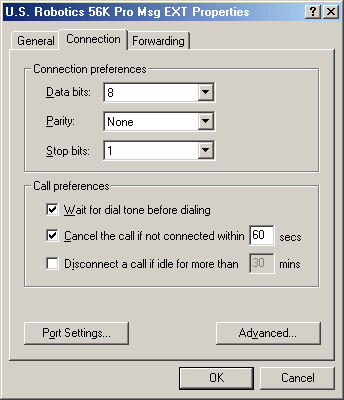 U.S. Robotics 56K Pro Msg EXT Properties
General Connection Forwarding
Connection preferences
Data bits: 8
Parity: None
Stop bits: 1
Call preferences
Wait for dial tone before dialing
Cancel the call if not connected within 60 secs
Disconnect a call if idle for more than 30 mins
Port Settings... Advanced...
OK Cancel